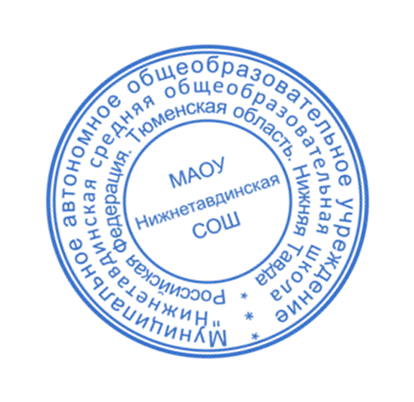 Муниципальное автономное общеобразовательное учреждение *
"Нижнетавдинская средняя общеобразовательная школа *
Российская Федерация. Тюменская область. Нижняя Тавда *
МАОУ
Нижнетавдинская
СОШ